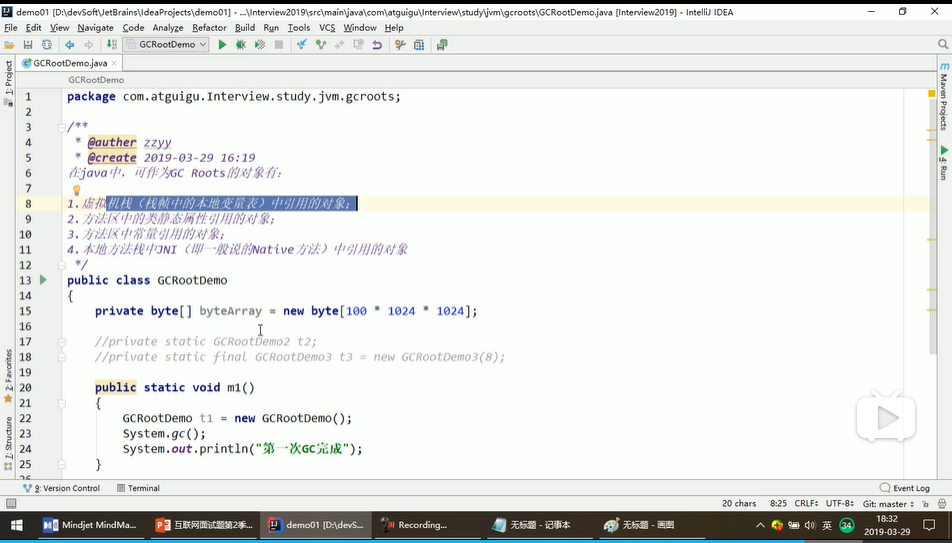 demo01 [D:\devSoft\JetBrains\IdeaProjects\demo01] - ...\Interview2019\src\main\java\com\atguigu\Interview\study\jvm\gcroots\GCRootDemo.java [Interview2019] - IntelliJ IDEA
File Edit View Navigate Code Analyze Refactor Build Run Tools VCS Window Help
GCRootDemo
GCRootDemo.java
GCRootDemo
1: Project
2: Favorites
Z: Structure
Maven Projects
4: Run
1 package com.atguigu.Interview.study.jvm.gcroots;
2
3 /**
4 * @auther zzyy
5 * @create 2019-03-29 16:19
6 在java中，可作为GC Roots的对象有：
7
8 1.虚拟机栈（栈帧中的本地变量表）中引用的对象；
9 2.方法区中的类静态属性引用的对象；
10 3.方法区中常量引用的对象；
11 4.本地方法栈中JNI（即一般说的Native方法）中引用的对象
12 */
13 public class GCRootDemo
14 {
15 private byte[] byteArray = new byte[100 * 1024 * 1024];
16
17 //private static GCRootDemo2 t2;
18 //private static final GCRootDemo3 t3 = new GCRootDemo3(8);
19
20 public static void m1()
21 {
22 GCRootDemo t1 = new GCRootDemo();
23 System.gc();
24 System.out.println("第一次GC完成");
25 }
9: Version Control Terminal Event Log
20 chars 8:25 CRLF UTF-8 Git: master
Mindjet MindMa... 互联网面试题第2季... demo01 [D:\devS... Recording... 无标题 - 记事本 无标题 - 画图 英 34 18:32
2019-03-29